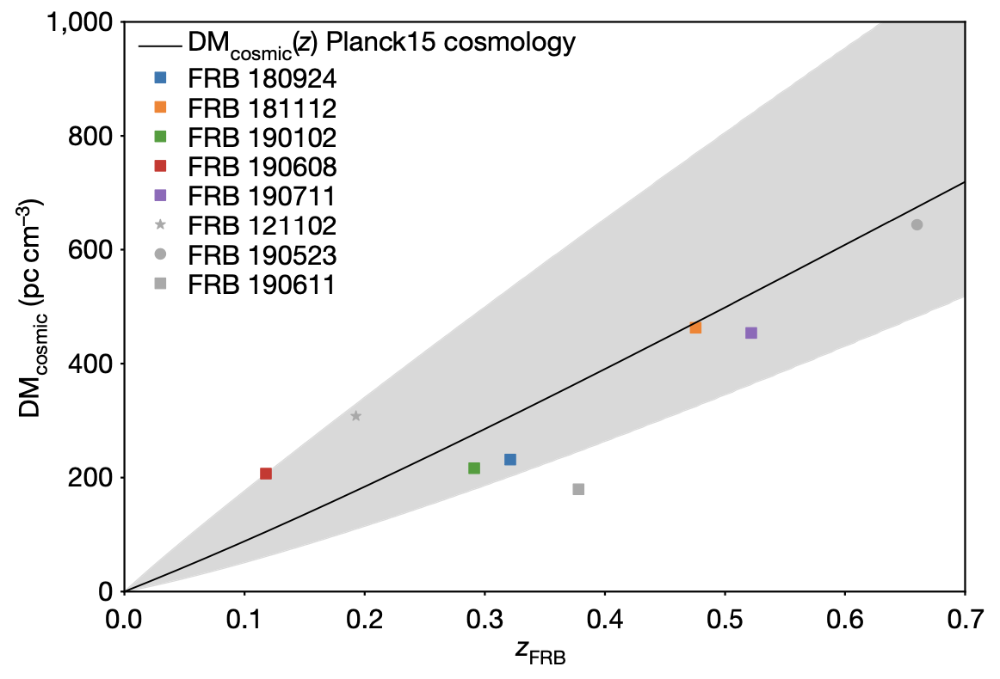 1,000
800
600
400
200
0
DMcosmic (pc cm⁻³)
DMcosmic(z) Planck15 cosmology
FRB 180924
FRB 181112
FRB 190102
FRB 190608
FRB 190711
FRB 121102
FRB 190523
FRB 190611
0.0 0.1 0.2 0.3 0.4 0.5 0.6 0.7
zFRB